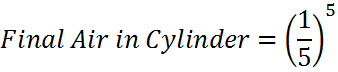 Final Air in Cylinder = (1/5)^5